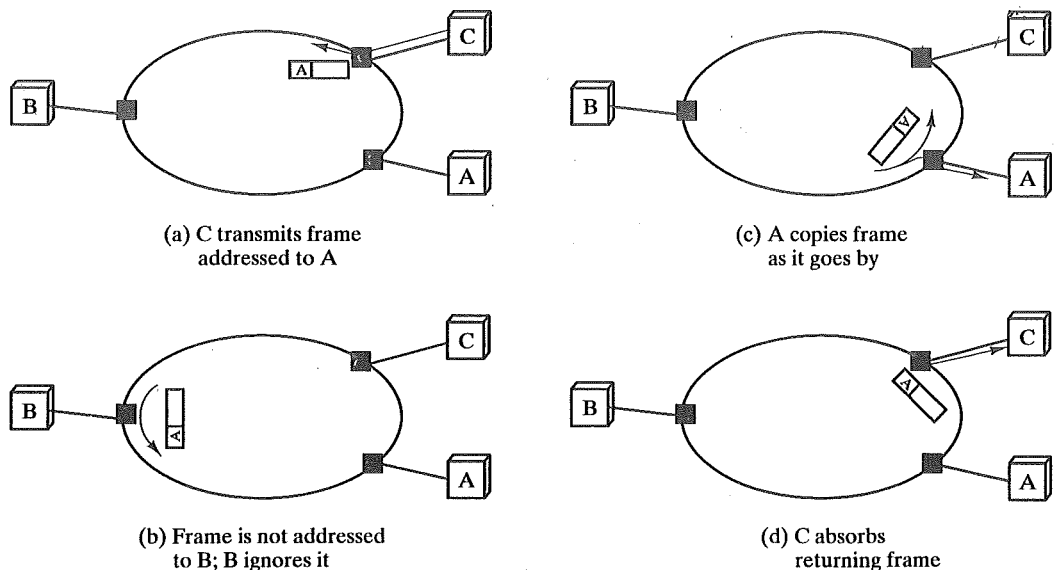 C
A
B
A
(a) C transmits frame
addressed to A
C
B
A
A
(c) A copies frame
as it goes by
C
B
A
A
(b) Frame is not addressed
to B; B ignores it
C
A
B
A
(d) C absorbs
returning frame